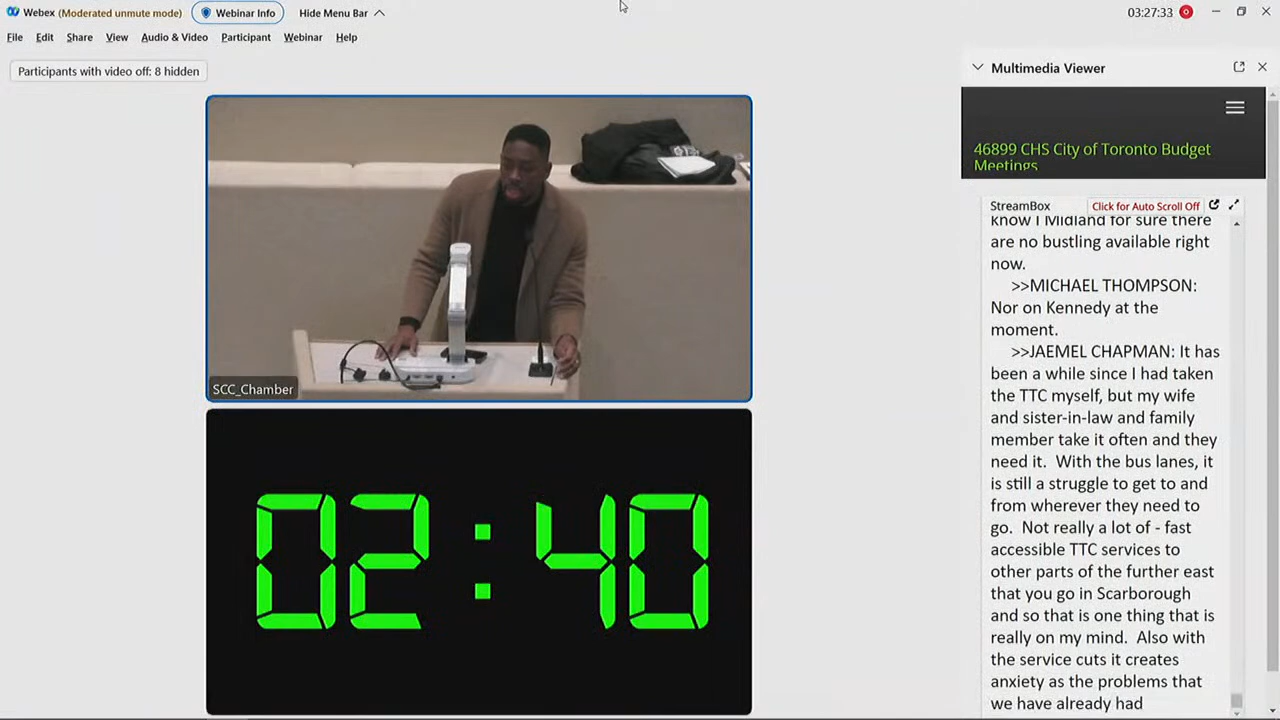 Webex (Moderated unmute mode) Webinar Info Hide Menu Bar 03:27:33
File Edit Share View Audio & Video Participant Webinar Help
Participants with video off: 8 hidden
Multimedia Viewer
46899 CHS City of Toronto Budget
Meetings
StreamBox Click for Auto Scroll Off
know I Midland for sure there
are no bustling available right
now.
>>MICHAEL THOMPSON:
Nor on Kennedy at the
moment.
>>JAEMEL CHAPMAN: It has
been a while since I had taken
the TTC myself, but my wife
and sister-in-law and family
member take it often and they
need it. With the bus lanes, it
is still a struggle to get to and
from wherever they need to
go. Not really a lot of - fast
accessible TTC services to
other parts of the further east
that you go in Scarborough
and so that is one thing that is
really on my mind. Also with
the service cuts it creates
anxiety as the problems that
we have already had
SCC_Chamber
02:40